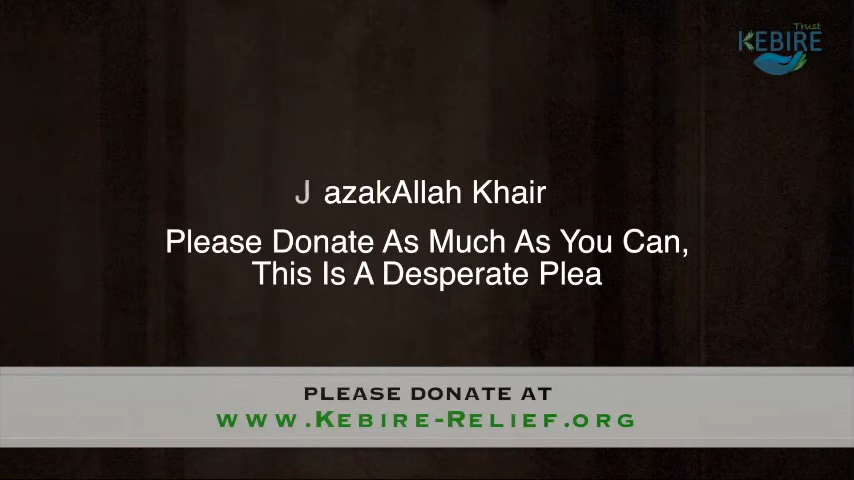 Trust
KEBIRE
J azakAllah Khair
Please Donate As Much As You Can,
This Is A Desperate Plea
PLEASE DONATE AT
WWW.KEBIRE-RELIEF.ORG